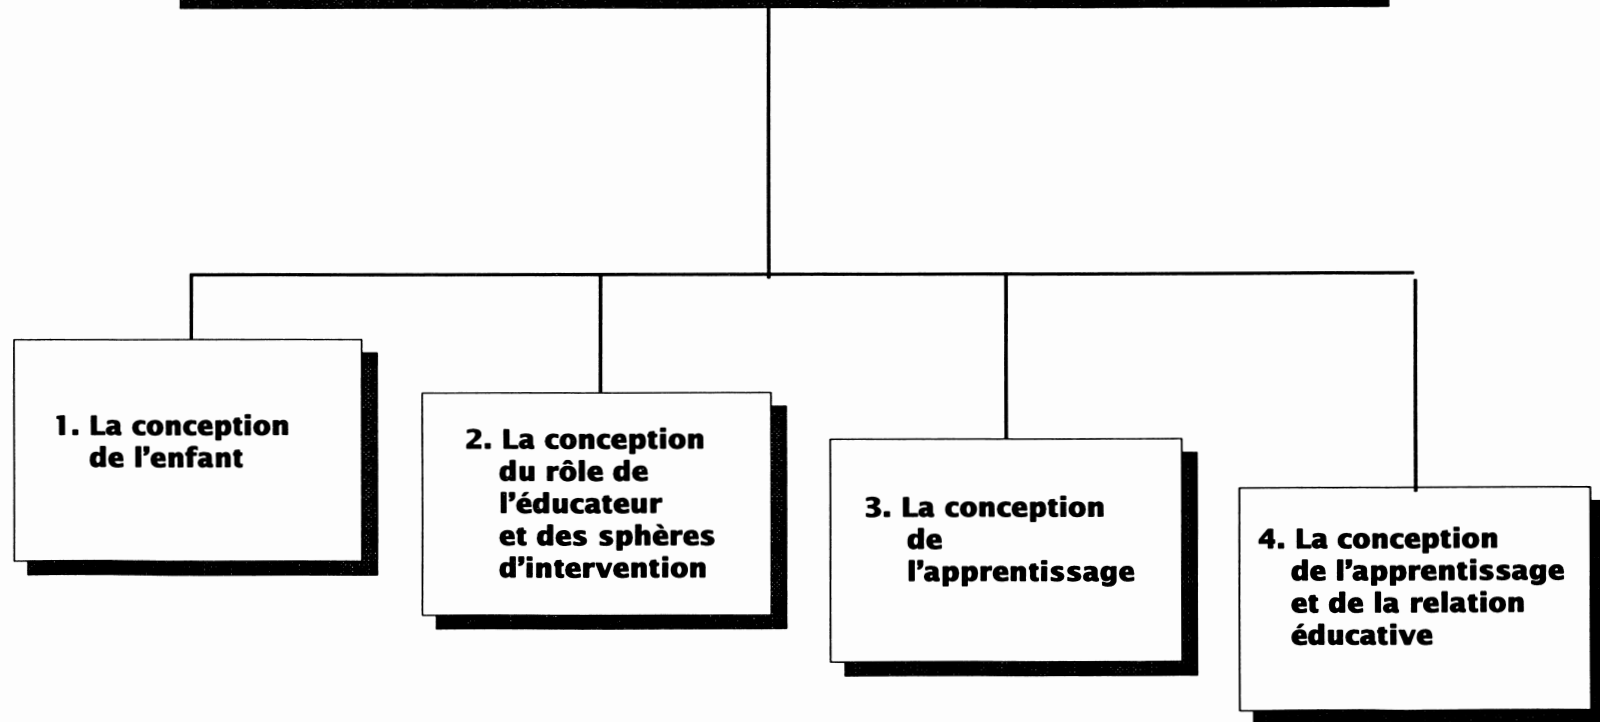 1. La conception
de l'enfant
2. La conception
du rôle de
l'éducateur
et des sphères
d'intervention
3. La conception
de
l'apprentissage
4. La conception
de l'apprentissage
et de la relation
éducative